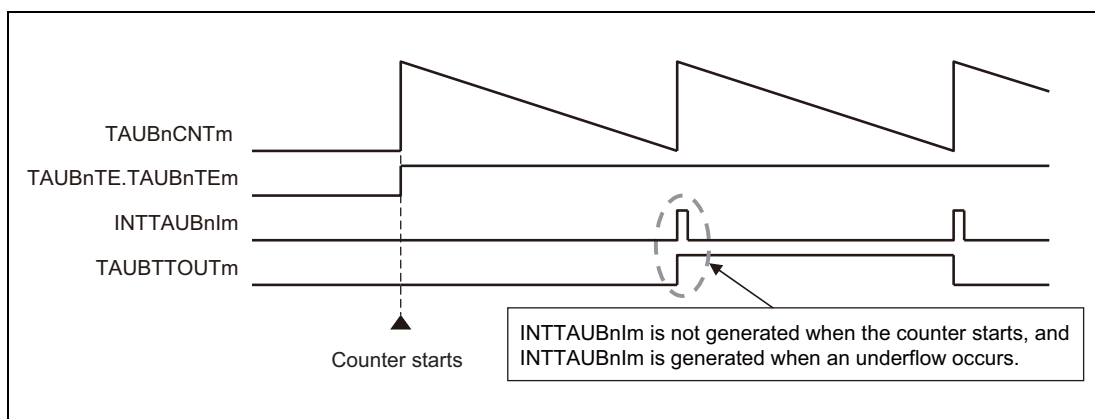 TAUBnCNTm
TAUBnTE.TAUBnTEm
INTTAUBnIm
TAUBTTOUTm
INTTAUBnIm is not generated when the counter starts, and
INTTAUBnIm is generated when an underflow occurs.
Counter starts